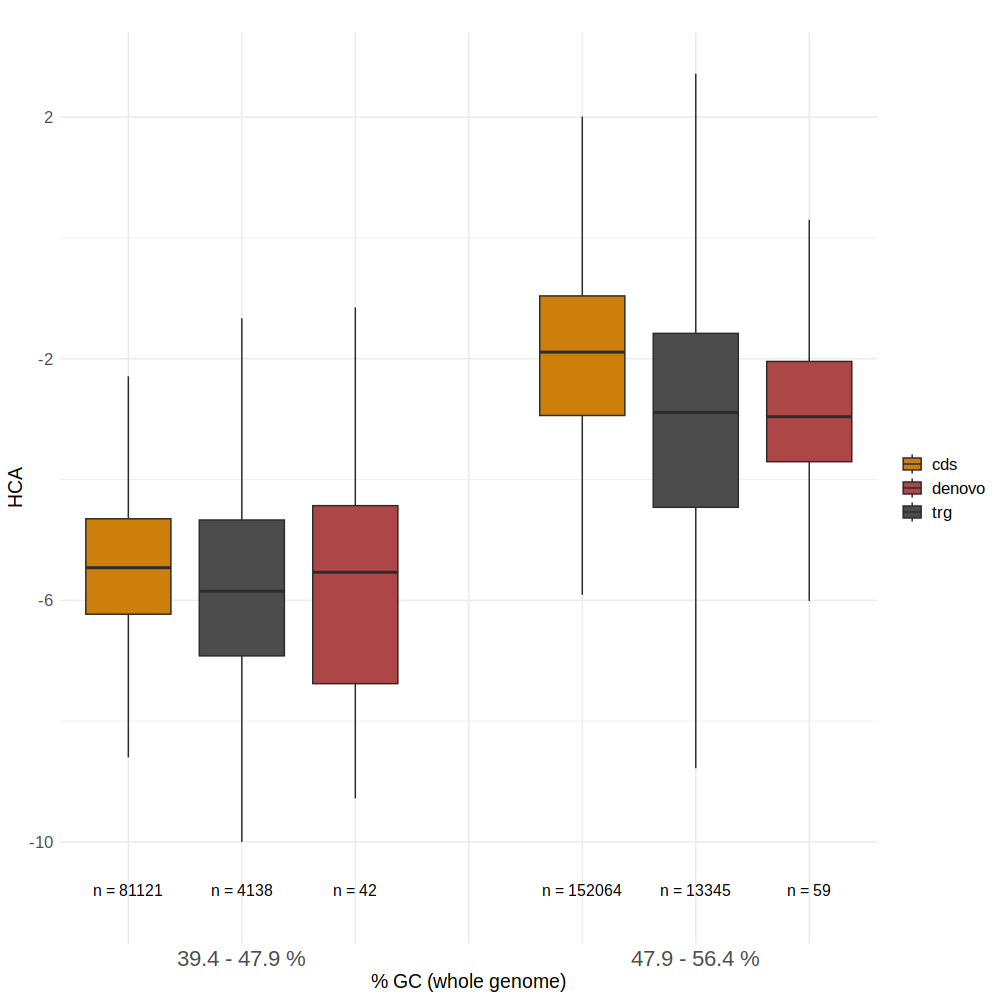 2
-2
-6
-10
HCA
n = 81121
n = 4138
n = 42
n = 152064
n = 13345
n = 59
39.4 - 47.9 %
47.9 - 56.4 %
% GC (whole genome)
cds
denovo
trg